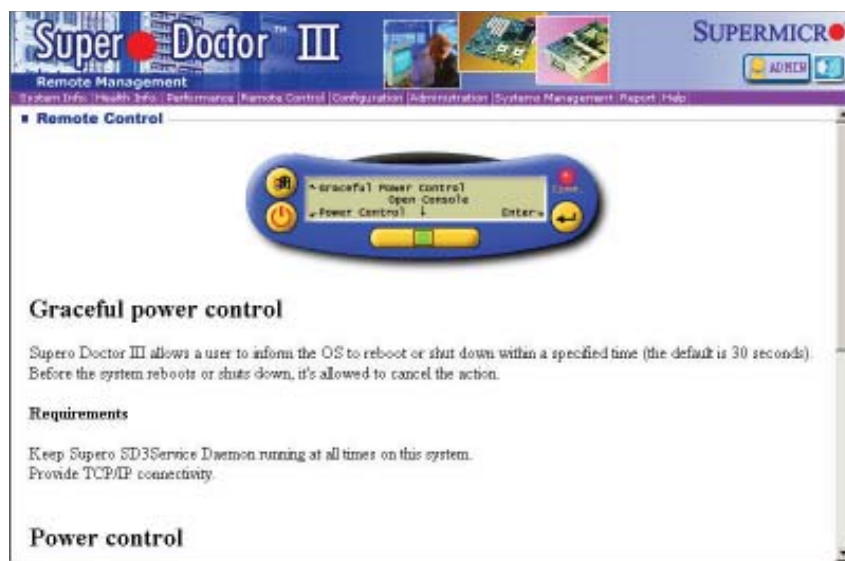 Super Doctor™ III
SUPERMICR
Remote Management
ADMIN
System Info. |Health Info. |Performance |Remote Control |Configuration |Administration |Systems Management |Report |Help|
Remote Control
Graceful Power Control
Open Console
Power Control ↓ Enter
Graceful power control
Supero Doctor III allows a user to inform the OS to reboot or shut down within a specified time (the default is 30 seconds).
Before the system reboots or shuts down, it's allowed to cancel the action.
Requirements
Keep Supero SD3Service Daemon running at all times on this system.
Provide TCP/IP connectivity.
Power control